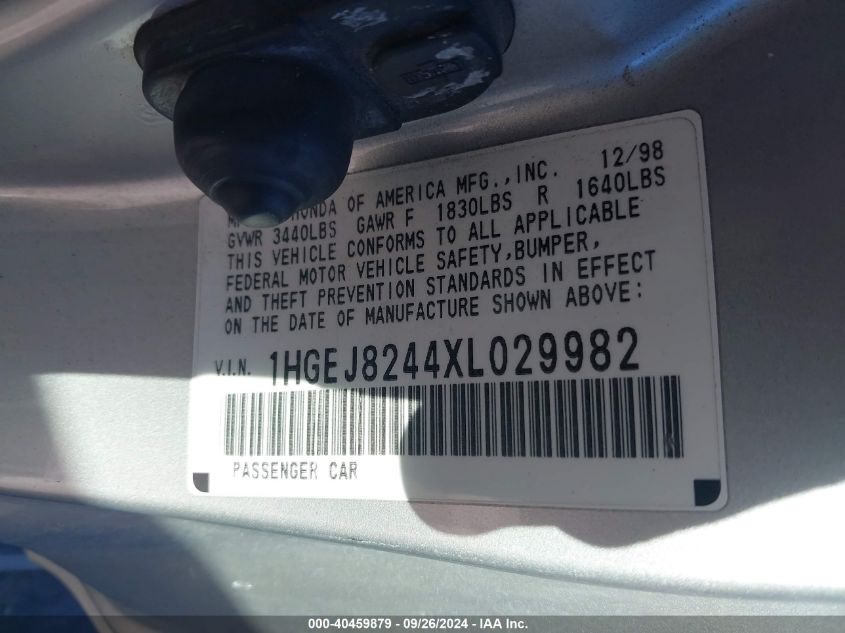 12/98
HONDA OF AMERICA MFG.,INC.
GVWR 3440LBS GAWR F 1830LBS R 1640LBS
THIS VEHICLE CONFORMS TO ALL APPLICABLE
FEDERAL MOTOR VEHICLE SAFETY,BUMPER,
AND THEFT PREVENTION STANDARDS IN EFFECT
ON THE DATE OF MANUFACTURE SHOWN ABOVE:
V.I.N. 1HGEJ8244XL029982
PASSENGER CAR
000-40459879 - 09/26/2024 - IAA Inc.